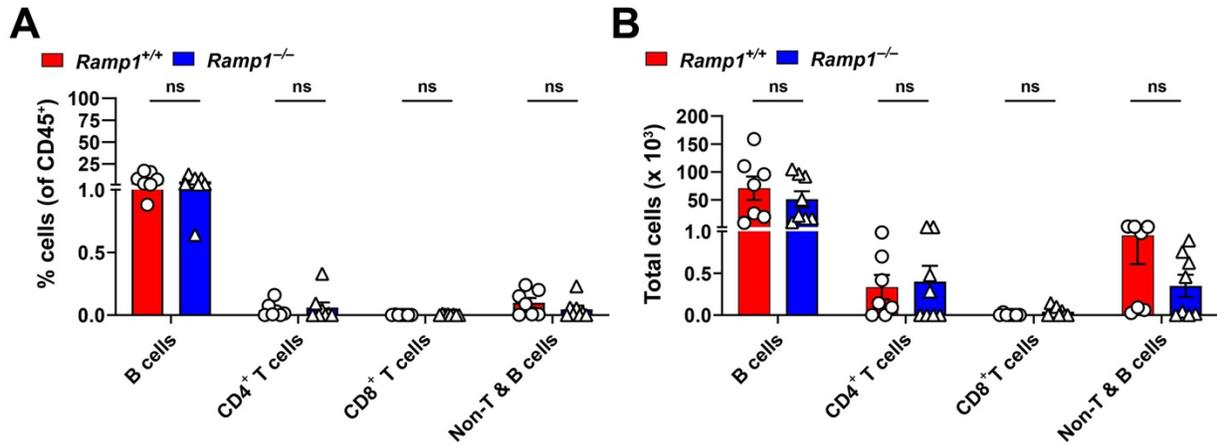 A
Ramp1+/+ Ramp1–/–
ns ns ns ns
% cells (of CD45+)
100
75
50
25
1.0
0.5
0.0
B cells
CD4+ T cells
CD8+ T cells
Non-T & B cells
B
Ramp1+/+ Ramp1–/–
ns ns ns ns
Total cells (x 10³)
200
150
100
50
1.0
0.5
0.0
B cells
CD4+ T cells
CD8+ T cells
Non-T & B cells